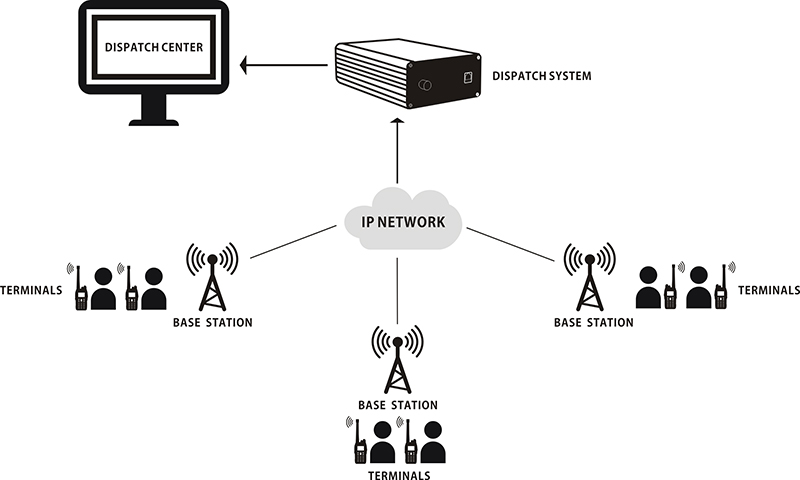 DISPATCH CENTER
DISPATCH SYSTEM
IP NETWORK
TERMINALS
BASE STATION
BASE STATION
TERMINALS
BASE STATION
TERMINALS